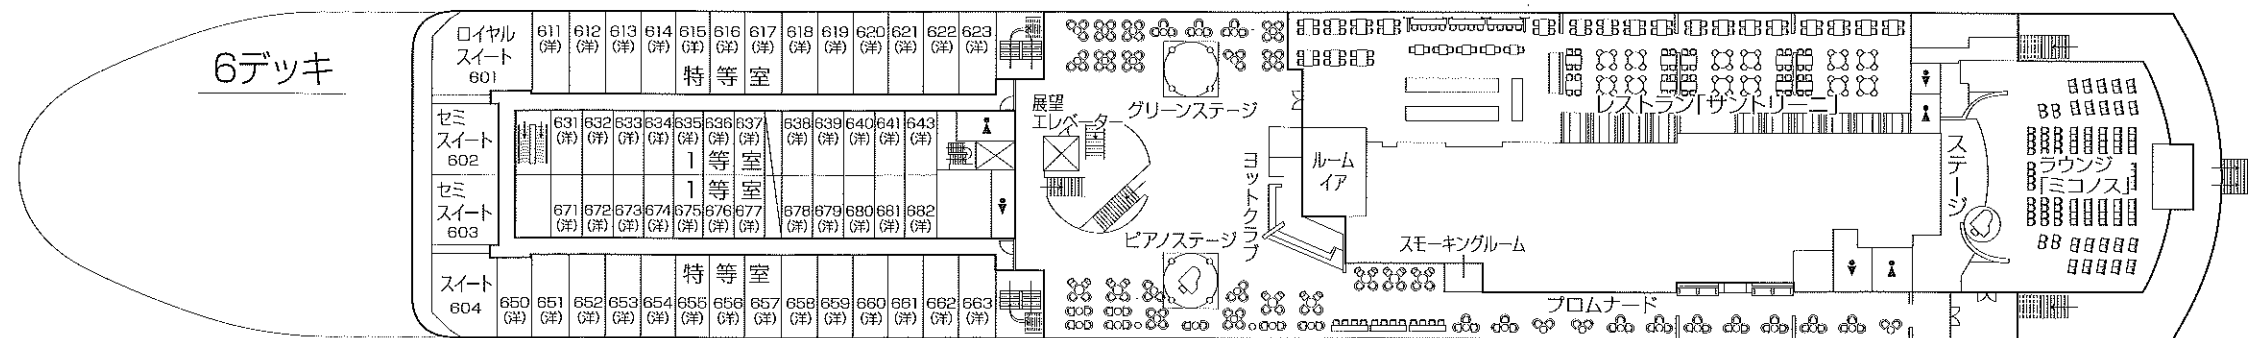 6デッキ
ロイヤル
スイート
601
611
(洋)
612
(洋)
613
(洋)
614
(洋)
615
(洋)
616
(洋)
617
(洋)
618
(洋)
619
(洋)
620
(洋)
621
(洋)
622
(洋)
623
(洋)
特等室
セミ
スイート
602
セミ
スイート
603
631
(洋)
632
(洋)
633
(洋)
634
(洋)
635
(洋)
636
(洋)
637
(洋)
638
(洋)
639
(洋)
640
(洋)
641
(洋)
643
(洋)
1等室
1等室
671
(洋)
672
(洋)
673
(洋)
674
(洋)
675
(洋)
676
(洋)
677
(洋)
678
(洋)
679
(洋)
680
(洋)
681
(洋)
682
(洋)
スイート
604
特等室
650
(洋)
651
(洋)
652
(洋)
653
(洋)
654
(洋)
655
(洋)
656
(洋)
657
(洋)
658
(洋)
659
(洋)
660
(洋)
661
(洋)
662
(洋)
663
(洋)
展望
エレベーター
グリーンステージ
ピアノステージ
ヨットクラブ
ルーム
イア
スモーキングルーム
プロムナード
レストラン「サントリーニ」
ステージ
ラウンジ
「ミコノス」